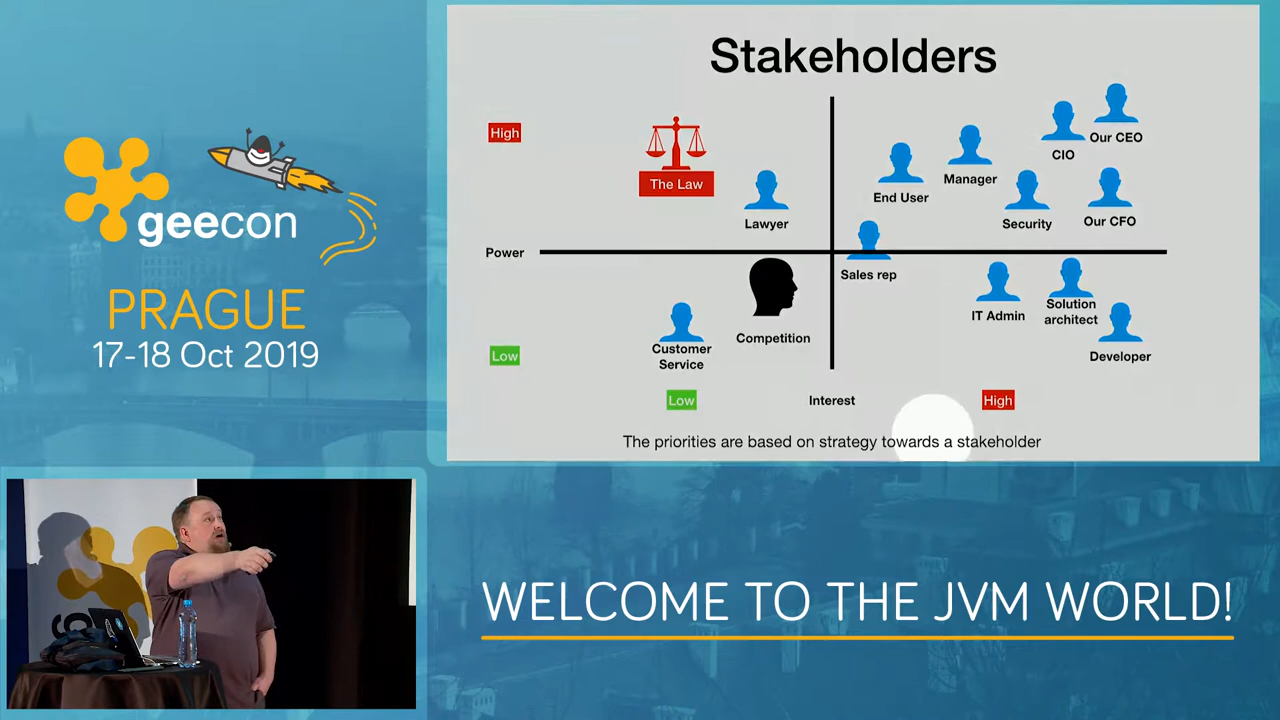 geecon
PRAGUE
17-18 Oct 2019
Stakeholders
High
The Law
Lawyer
End User
Manager
CIO
Our CEO
Security
Our CFO
Power
Sales rep
Competition
Customer
Service
IT Admin
Solution
architect
Developer
Low
Low
Interest
High
The priorities are based on strategy towards a stakeholder
WELCOME TO THE JVM WORLD!